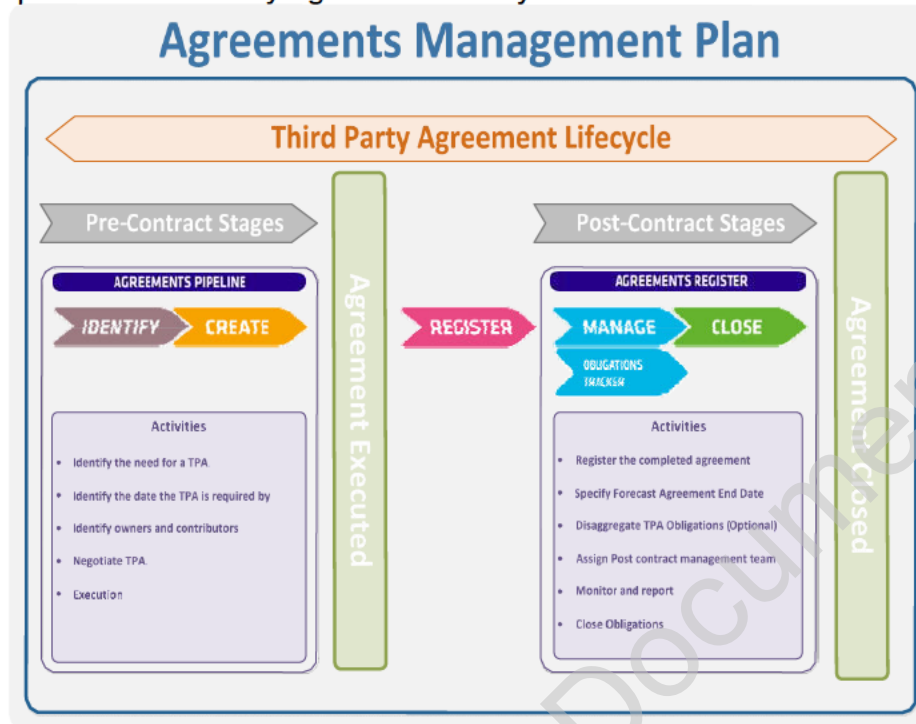 Agreements Management Plan
Third Party Agreement Lifecycle
Pre-Contract Stages
AGREEMENTS PIPELINE
IDENTIFY
CREATE
Activities
• Identify the need for a TPA
• Identify the date the TPA is required by
• Identify owners and contributors
• Negotiate TPA
• Execution
Agreement Executed
REGISTER
Post-Contract Stages
AGREEMENTS REGISTER
MANAGE
CLOSE
OBLIGATIONS
TRACKER
Activities
• Register the completed agreement
• Specify Forecast Agreement End Date
• Disaggregate TPA Obligations (Optional)
• Assign Post contract management team
• Monitor and report
• Close Obligations
Agreement Closed